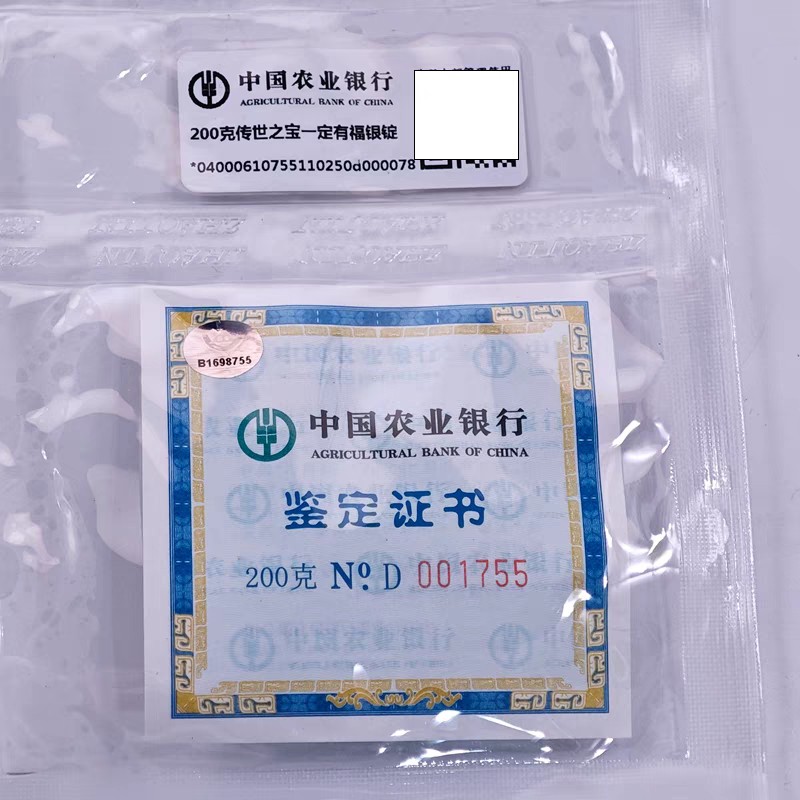 中国农业银行
AGRICULTURAL BANK OF CHINA
200克传世之宝一定有福银锭
*04000610755110250d000078
B1698755
中国农业银行
AGRICULTURAL BANK OF CHINA
鉴定证书
200克 Nº. D 001755